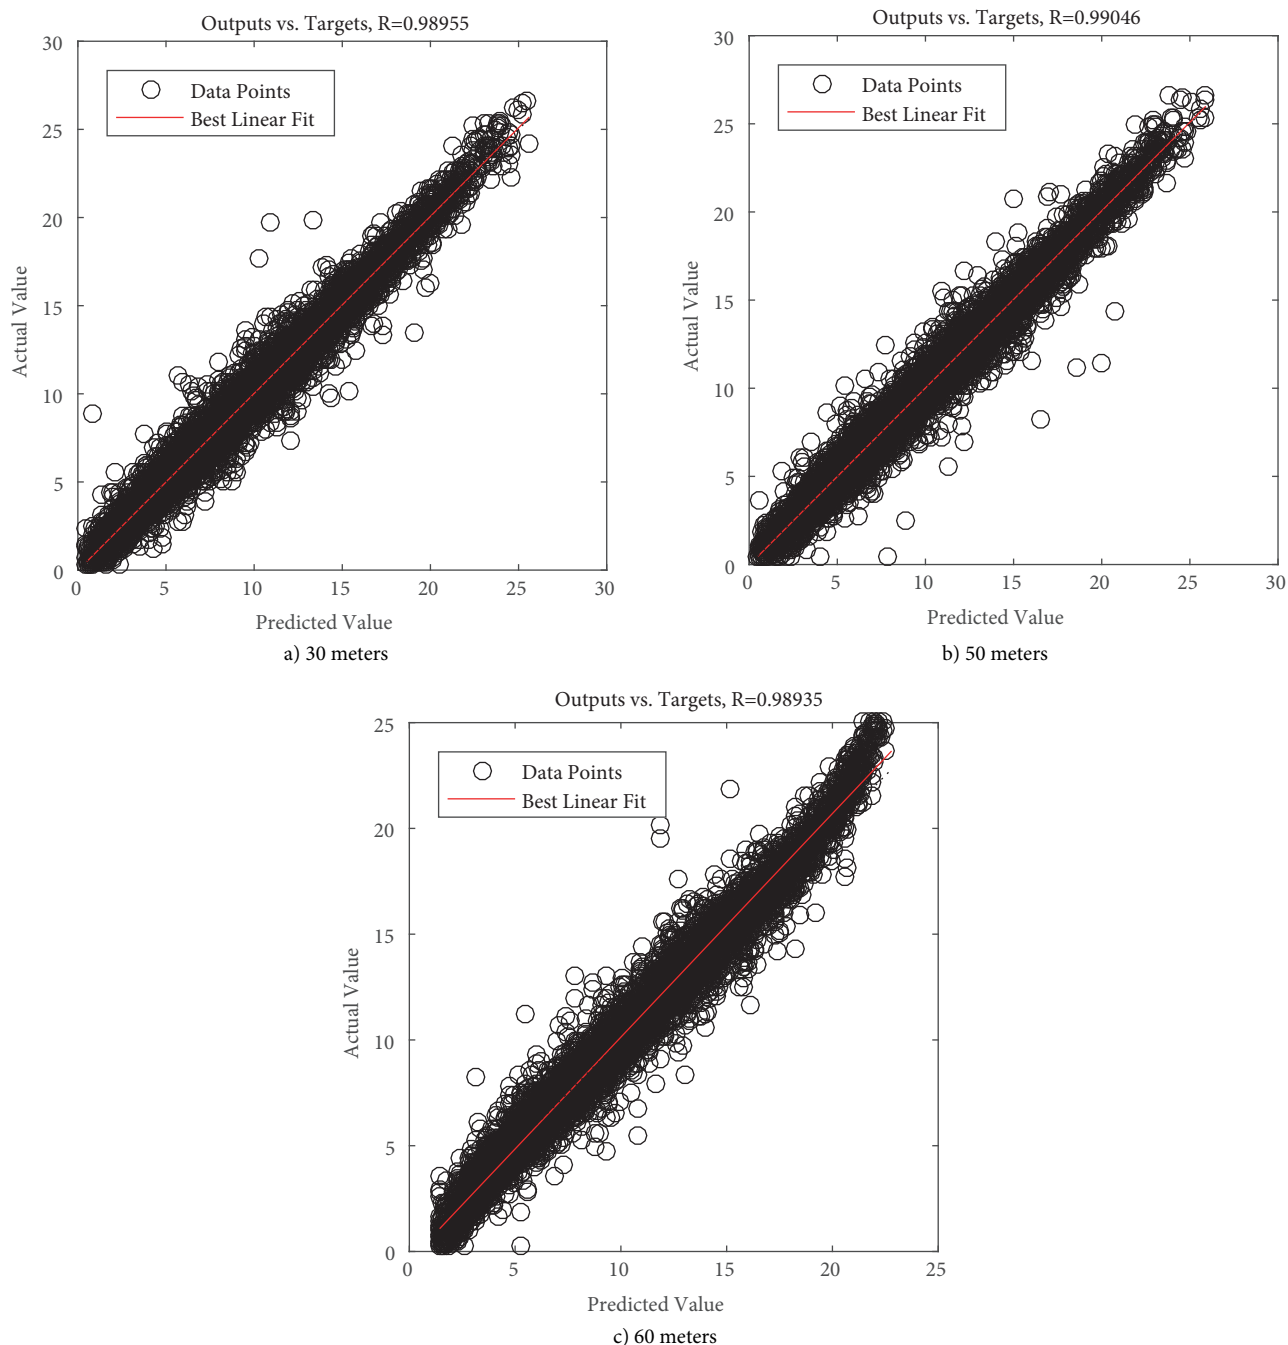 Outputs vs. Targets, R=0.98955
30
25
20
15
10
5
0
Data Points
Best Linear Fit
Actual Value
0 5 10 15 20 25 30
Predicted Value
a) 30 meters
Outputs vs. Targets, R=0.99046
30
25
20
15
10
5
0
Data Points
Best Linear Fit
Actual Value
0 5 10 15 20 25 30
Predicted Value
b) 50 meters
Outputs vs. Targets, R=0.98935
25
20
15
10
5
0
Data Points
Best Linear Fit
Actual Value
0 5 10 15 20 25
Predicted Value
c) 60 meters